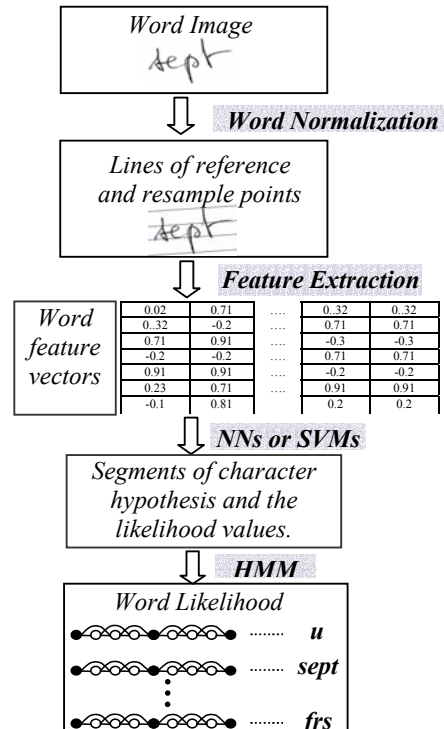 Word Image
sept
Word Normalization
Lines of reference
and resample points
sept
Feature Extraction
Word
feature
vectors
0.02 0.71 .... 0..32 0..32
0..32 -0.2 .... 0.71 0.71
0.71 0.91 .... -0.3 -0.3
-0.2 -0.2 .... 0.71 0.71
0.91 0.91 .... -0.2 -0.2
0.23 0.71 .... 0.91 0.91
-0.1 0.81 0.2 0.2
NNs or SVMs
Segments of character
hypothesis and the
likelihood values.
HMM
Word Likelihood
........ u
........ sept
........ frs